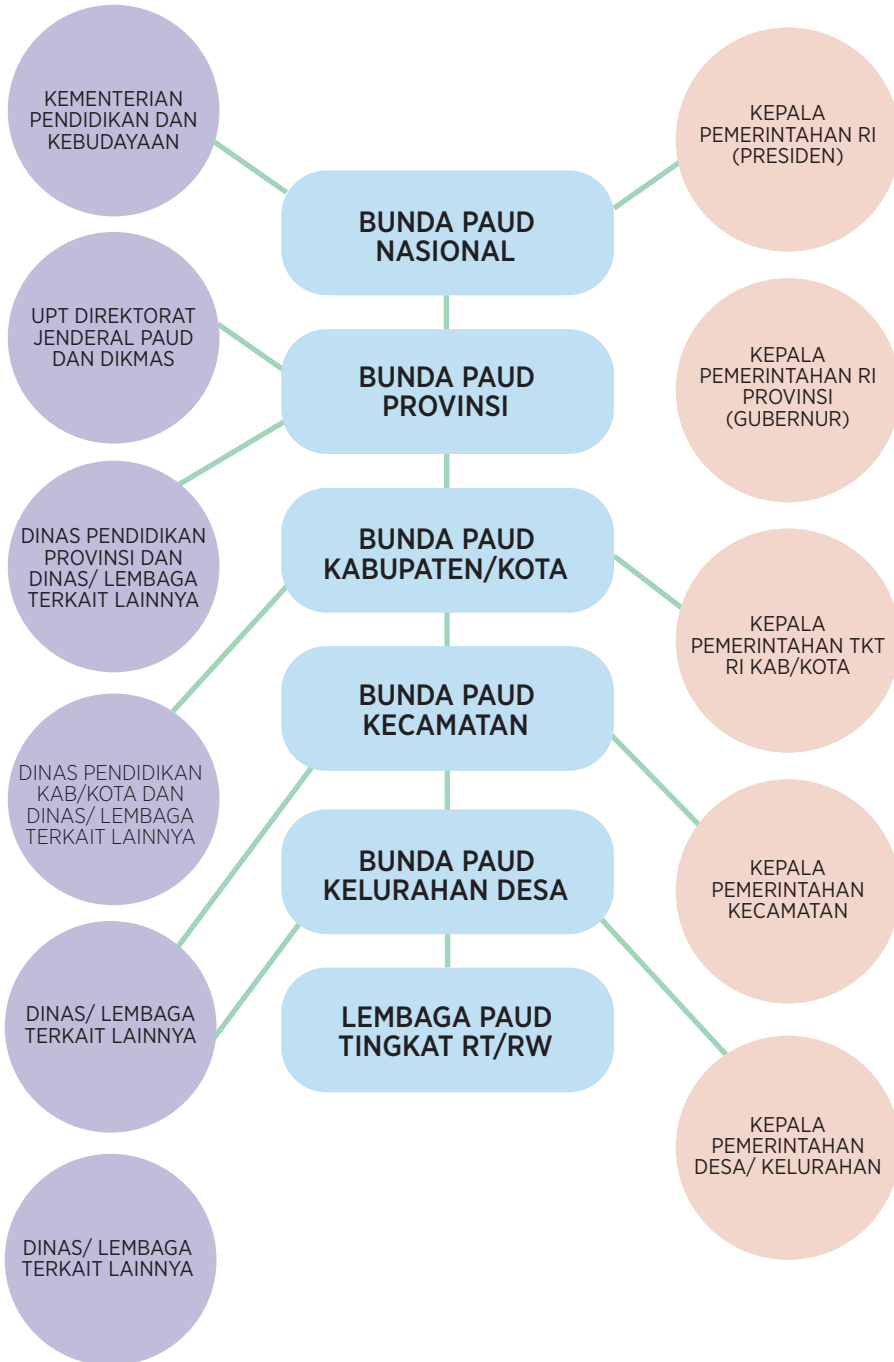 KEMENTERIAN
PENDIDIKAN DAN
KEBUDAYAAN
KEPALA
PEMERINTAHAN RI
(PRESIDEN)
BUNDA PAUD
NASIONAL
UPT DIREKTORAT
JENDERAL PAUD
DAN DIKMAS
BUNDA PAUD
PROVINSI
KEPALA
PEMERINTAHAN RI
PROVINSI
(GUBERNUR)
DINAS PENDIDIKAN
PROVINSI DAN
DINAS/ LEMBAGA
TERKAIT LAINNYA
BUNDA PAUD
KABUPATEN/KOTA
KEPALA
PEMERINTAHAN TKT
RI KAB/KOTA
BUNDA PAUD
KECAMATAN
DINAS PENDIDIKAN
KAB/KOTA DAN
DINAS/ LEMBAGA
TERKAIT LAINNYA
BUNDA PAUD
KELURAHAN DESA
KEPALA
PEMERINTAHAN
KECAMATAN
DINAS/ LEMBAGA
TERKAIT LAINNYA
LEMBAGA PAUD
TINGKAT RT/RW
KEPALA
PEMERINTAHAN
DESA/ KELURAHAN
DINAS/ LEMBAGA
TERKAIT LAINNYA